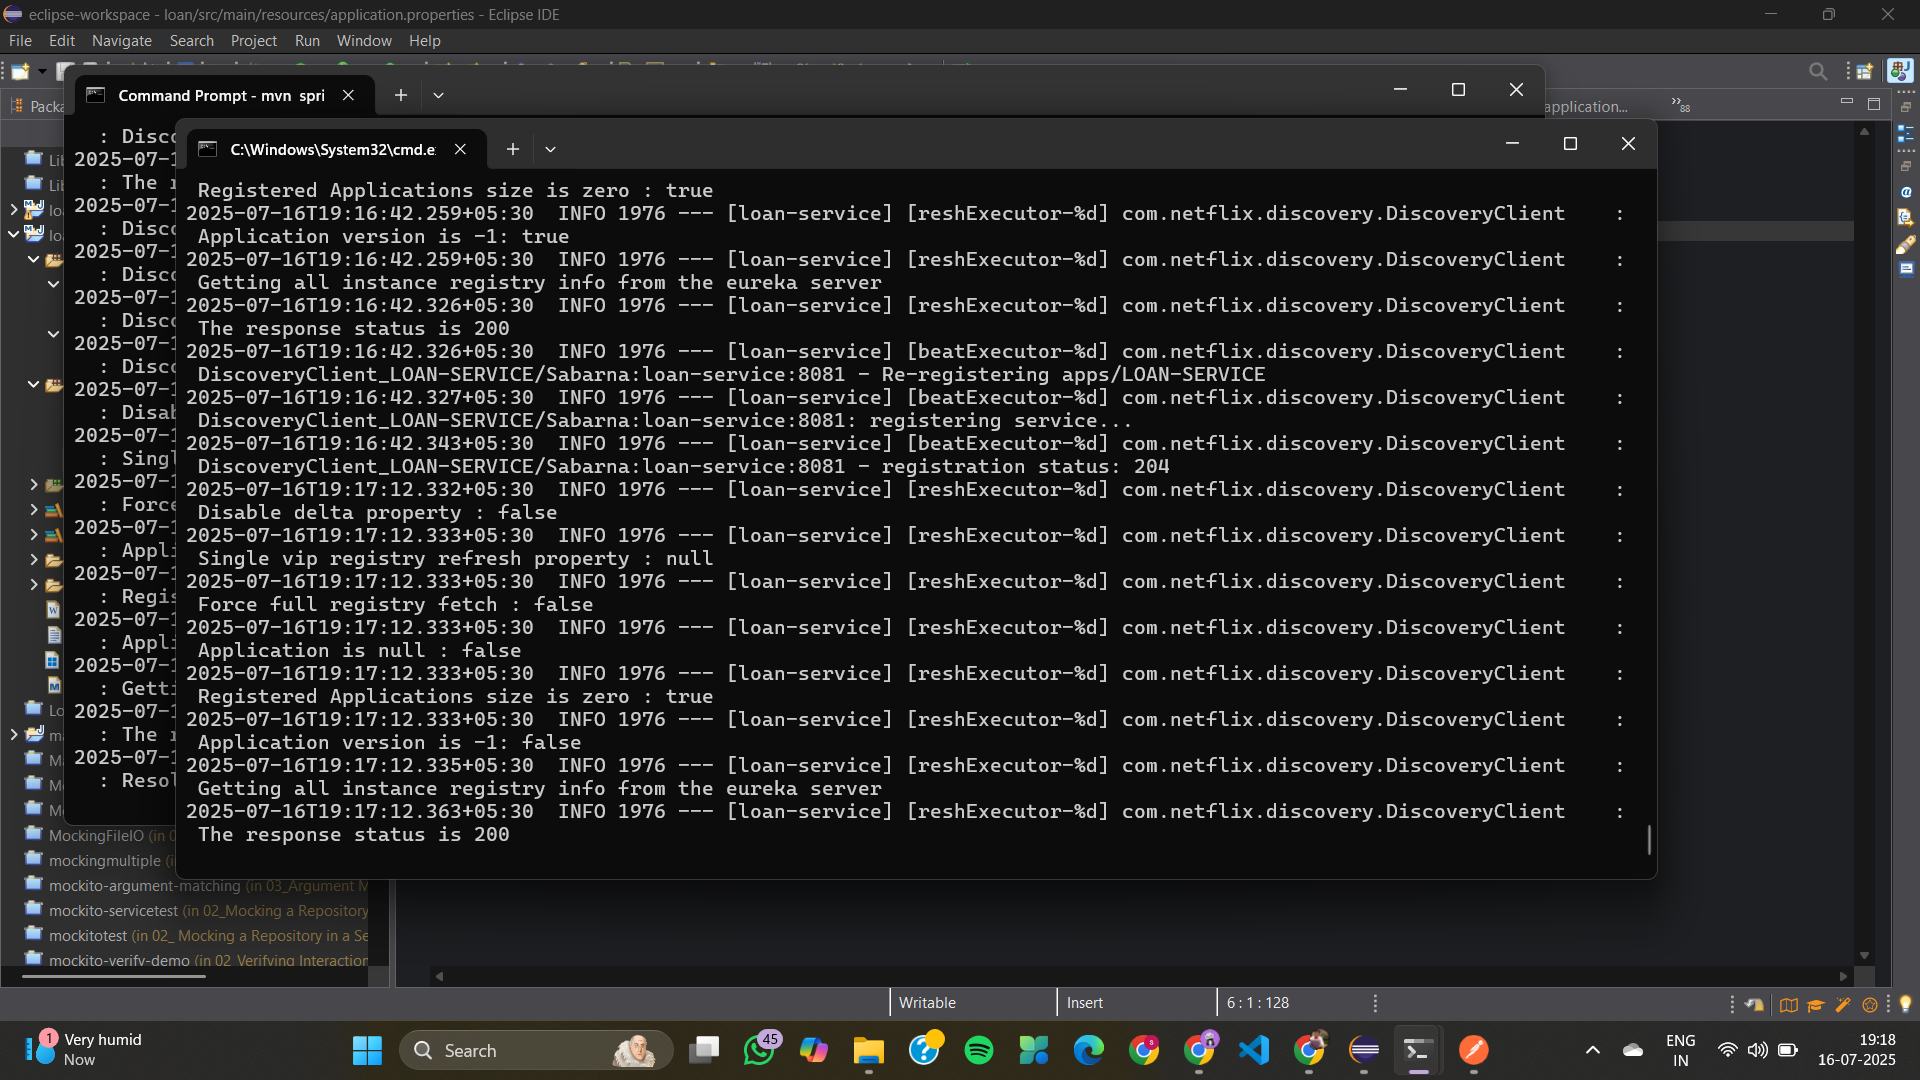 eclipse-workspace - loan/src/main/resources/application.properties - Eclipse IDE
File Edit Navigate Search Project Run Window Help
Command Prompt - mvn spri
Packa
application...
»88
: Disco
2025-07-1
: The r
2025-07-1
: Disco
2025-07-1
: Disco
2025-07-1
: Disco
2025-07-1
: Disco
2025-07-1
: Disab
2025-07-1
: Singl
2025-07-1
: Force
2025-07-1
: Appli
2025-07-1
: Regis
2025-07-1
: Appli
2025-07-1
: Getti
2025-07-1
: The r
2025-07-1
: Resol
C:\Windows\System32\cmd.e
Registered Applications size is zero : true
2025-07-16T19:16:42.259+05:30  INFO 1976 --- [loan-service] [reshExecutor-%d] com.netflix.discovery.DiscoveryClient    :
Application version is -1: true
2025-07-16T19:16:42.259+05:30  INFO 1976 --- [loan-service] [reshExecutor-%d] com.netflix.discovery.DiscoveryClient    :
Getting all instance registry info from the eureka server
2025-07-16T19:16:42.326+05:30  INFO 1976 --- [loan-service] [reshExecutor-%d] com.netflix.discovery.DiscoveryClient    :
The response status is 200
2025-07-16T19:16:42.326+05:30  INFO 1976 --- [loan-service] [beatExecutor-%d] com.netflix.discovery.DiscoveryClient    :
DiscoveryClient_LOAN-SERVICE/Sabarna:loan-service:8081 - Re-registering apps/LOAN-SERVICE
2025-07-16T19:16:42.327+05:30  INFO 1976 --- [loan-service] [beatExecutor-%d] com.netflix.discovery.DiscoveryClient    :
DiscoveryClient_LOAN-SERVICE/Sabarna:loan-service:8081: registering service...
2025-07-16T19:16:42.343+05:30  INFO 1976 --- [loan-service] [beatExecutor-%d] com.netflix.discovery.DiscoveryClient    :
DiscoveryClient_LOAN-SERVICE/Sabarna:loan-service:8081 - registration status: 204
2025-07-16T19:17:12.332+05:30  INFO 1976 --- [loan-service] [reshExecutor-%d] com.netflix.discovery.DiscoveryClient    :
Disable delta property : false
2025-07-16T19:17:12.333+05:30  INFO 1976 --- [loan-service] [reshExecutor-%d] com.netflix.discovery.DiscoveryClient    :
Single vip registry refresh property : null
2025-07-16T19:17:12.333+05:30  INFO 1976 --- [loan-service] [reshExecutor-%d] com.netflix.discovery.DiscoveryClient    :
Force full registry fetch : false
2025-07-16T19:17:12.333+05:30  INFO 1976 --- [loan-service] [reshExecutor-%d] com.netflix.discovery.DiscoveryClient    :
Application is null : false
2025-07-16T19:17:12.333+05:30  INFO 1976 --- [loan-service] [reshExecutor-%d] com.netflix.discovery.DiscoveryClient    :
Registered Applications size is zero : true
2025-07-16T19:17:12.333+05:30  INFO 1976 --- [loan-service] [reshExecutor-%d] com.netflix.discovery.DiscoveryClient    :
Application version is -1: false
2025-07-16T19:17:12.335+05:30  INFO 1976 --- [loan-service] [reshExecutor-%d] com.netflix.discovery.DiscoveryClient    :
Getting all instance registry info from the eureka server
2025-07-16T19:17:12.363+05:30  INFO 1976 --- [loan-service] [reshExecutor-%d] com.netflix.discovery.DiscoveryClient    :
The response status is 200
Lo
MockingFileIO (in 0
mockingmultiple (i
mockito-argument-matching (in 03_Argument M
mockito-servicetest (in 02_Mocking a Repository
mockitotest (in 02_ Mocking a Repository in a Se
mockito-verify-demo (in 02 Verifying Interaction
Writable
Insert
6 : 1 : 128
1
Very humid
Now
Search
45
ENG
IN
19:18
16-07-2025